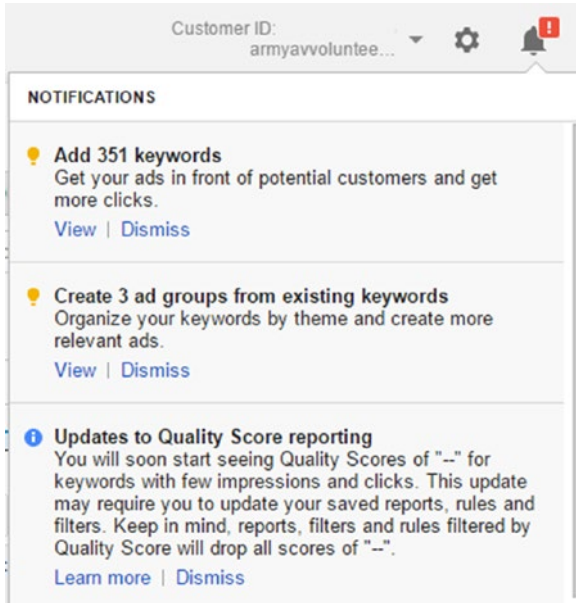 Customer ID:
armyavvoluntee...
!
NOTIFICATIONS
Add 351 keywords
Get your ads in front of potential customers and get
more clicks.
View | Dismiss
Create 3 ad groups from existing keywords
Organize your keywords by theme and create more
relevant ads.
View | Dismiss
Updates to Quality Score reporting
You will soon start seeing Quality Scores of "--" for
keywords with few impressions and clicks. This update
may require you to update your saved reports, rules and
filters. Keep in mind, reports, filters and rules filtered by
Quality Score will drop all scores of "--".
Learn more | Dismiss